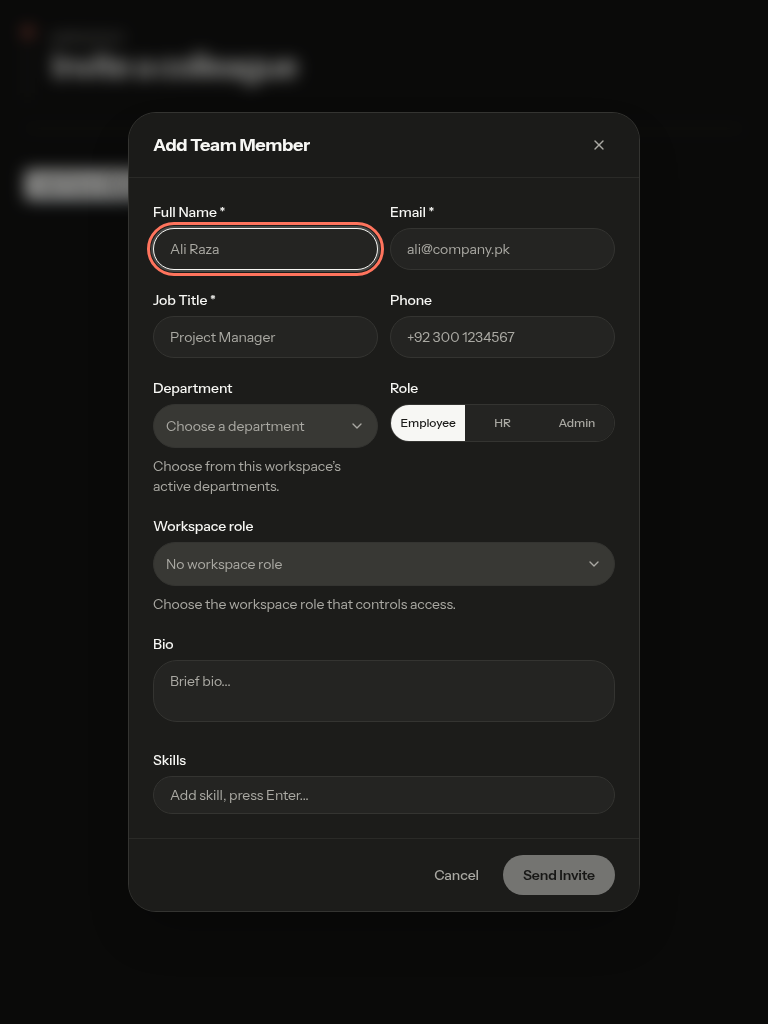 Invite a colleague
Add Team Member
Full Name *
Email *
Ali Raza
ali@company.pk
Job Title *
Phone
Project Manager
+92 300 1234567
Department
Role
Choose a department
Employee
HR
Admin
Choose from this workspace's
active departments.
Workspace role
No workspace role
Choose the workspace role that controls access.
Bio
Brief bio...
Skills
Add skill, press Enter...
Cancel
Send Invite